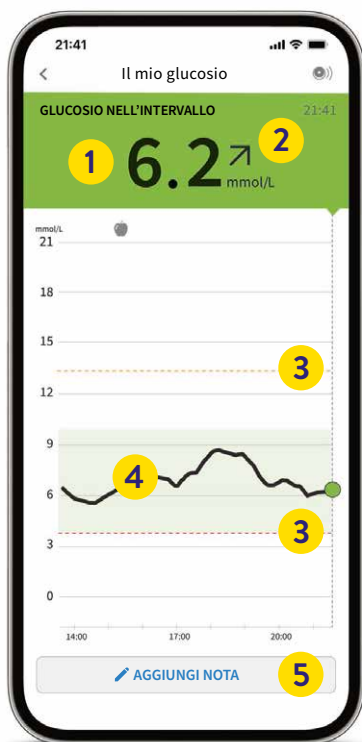 21:41
Il mio glucosio
GLUCOSIO NELL'INTERVALLO 21:41
1 6.2 2
mmol/L
mmol/L
21
18
15
3
12
9
4
6
3
3
0
14:00 17:00 20:00
AGGIUNGI NOTA 5